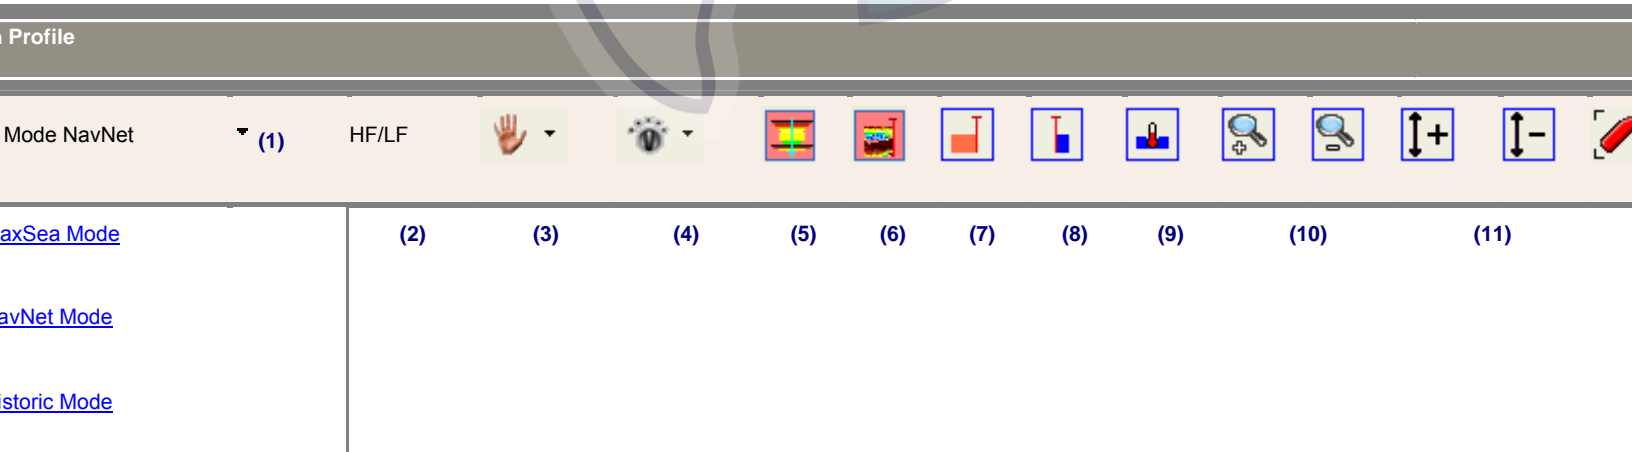 Profile
Mode NavNet (1) HF/LF
axSea Mode (2) (3) (4) (5) (6) (7) (8) (9) (10) (11)
avNet Mode
istoric Mode